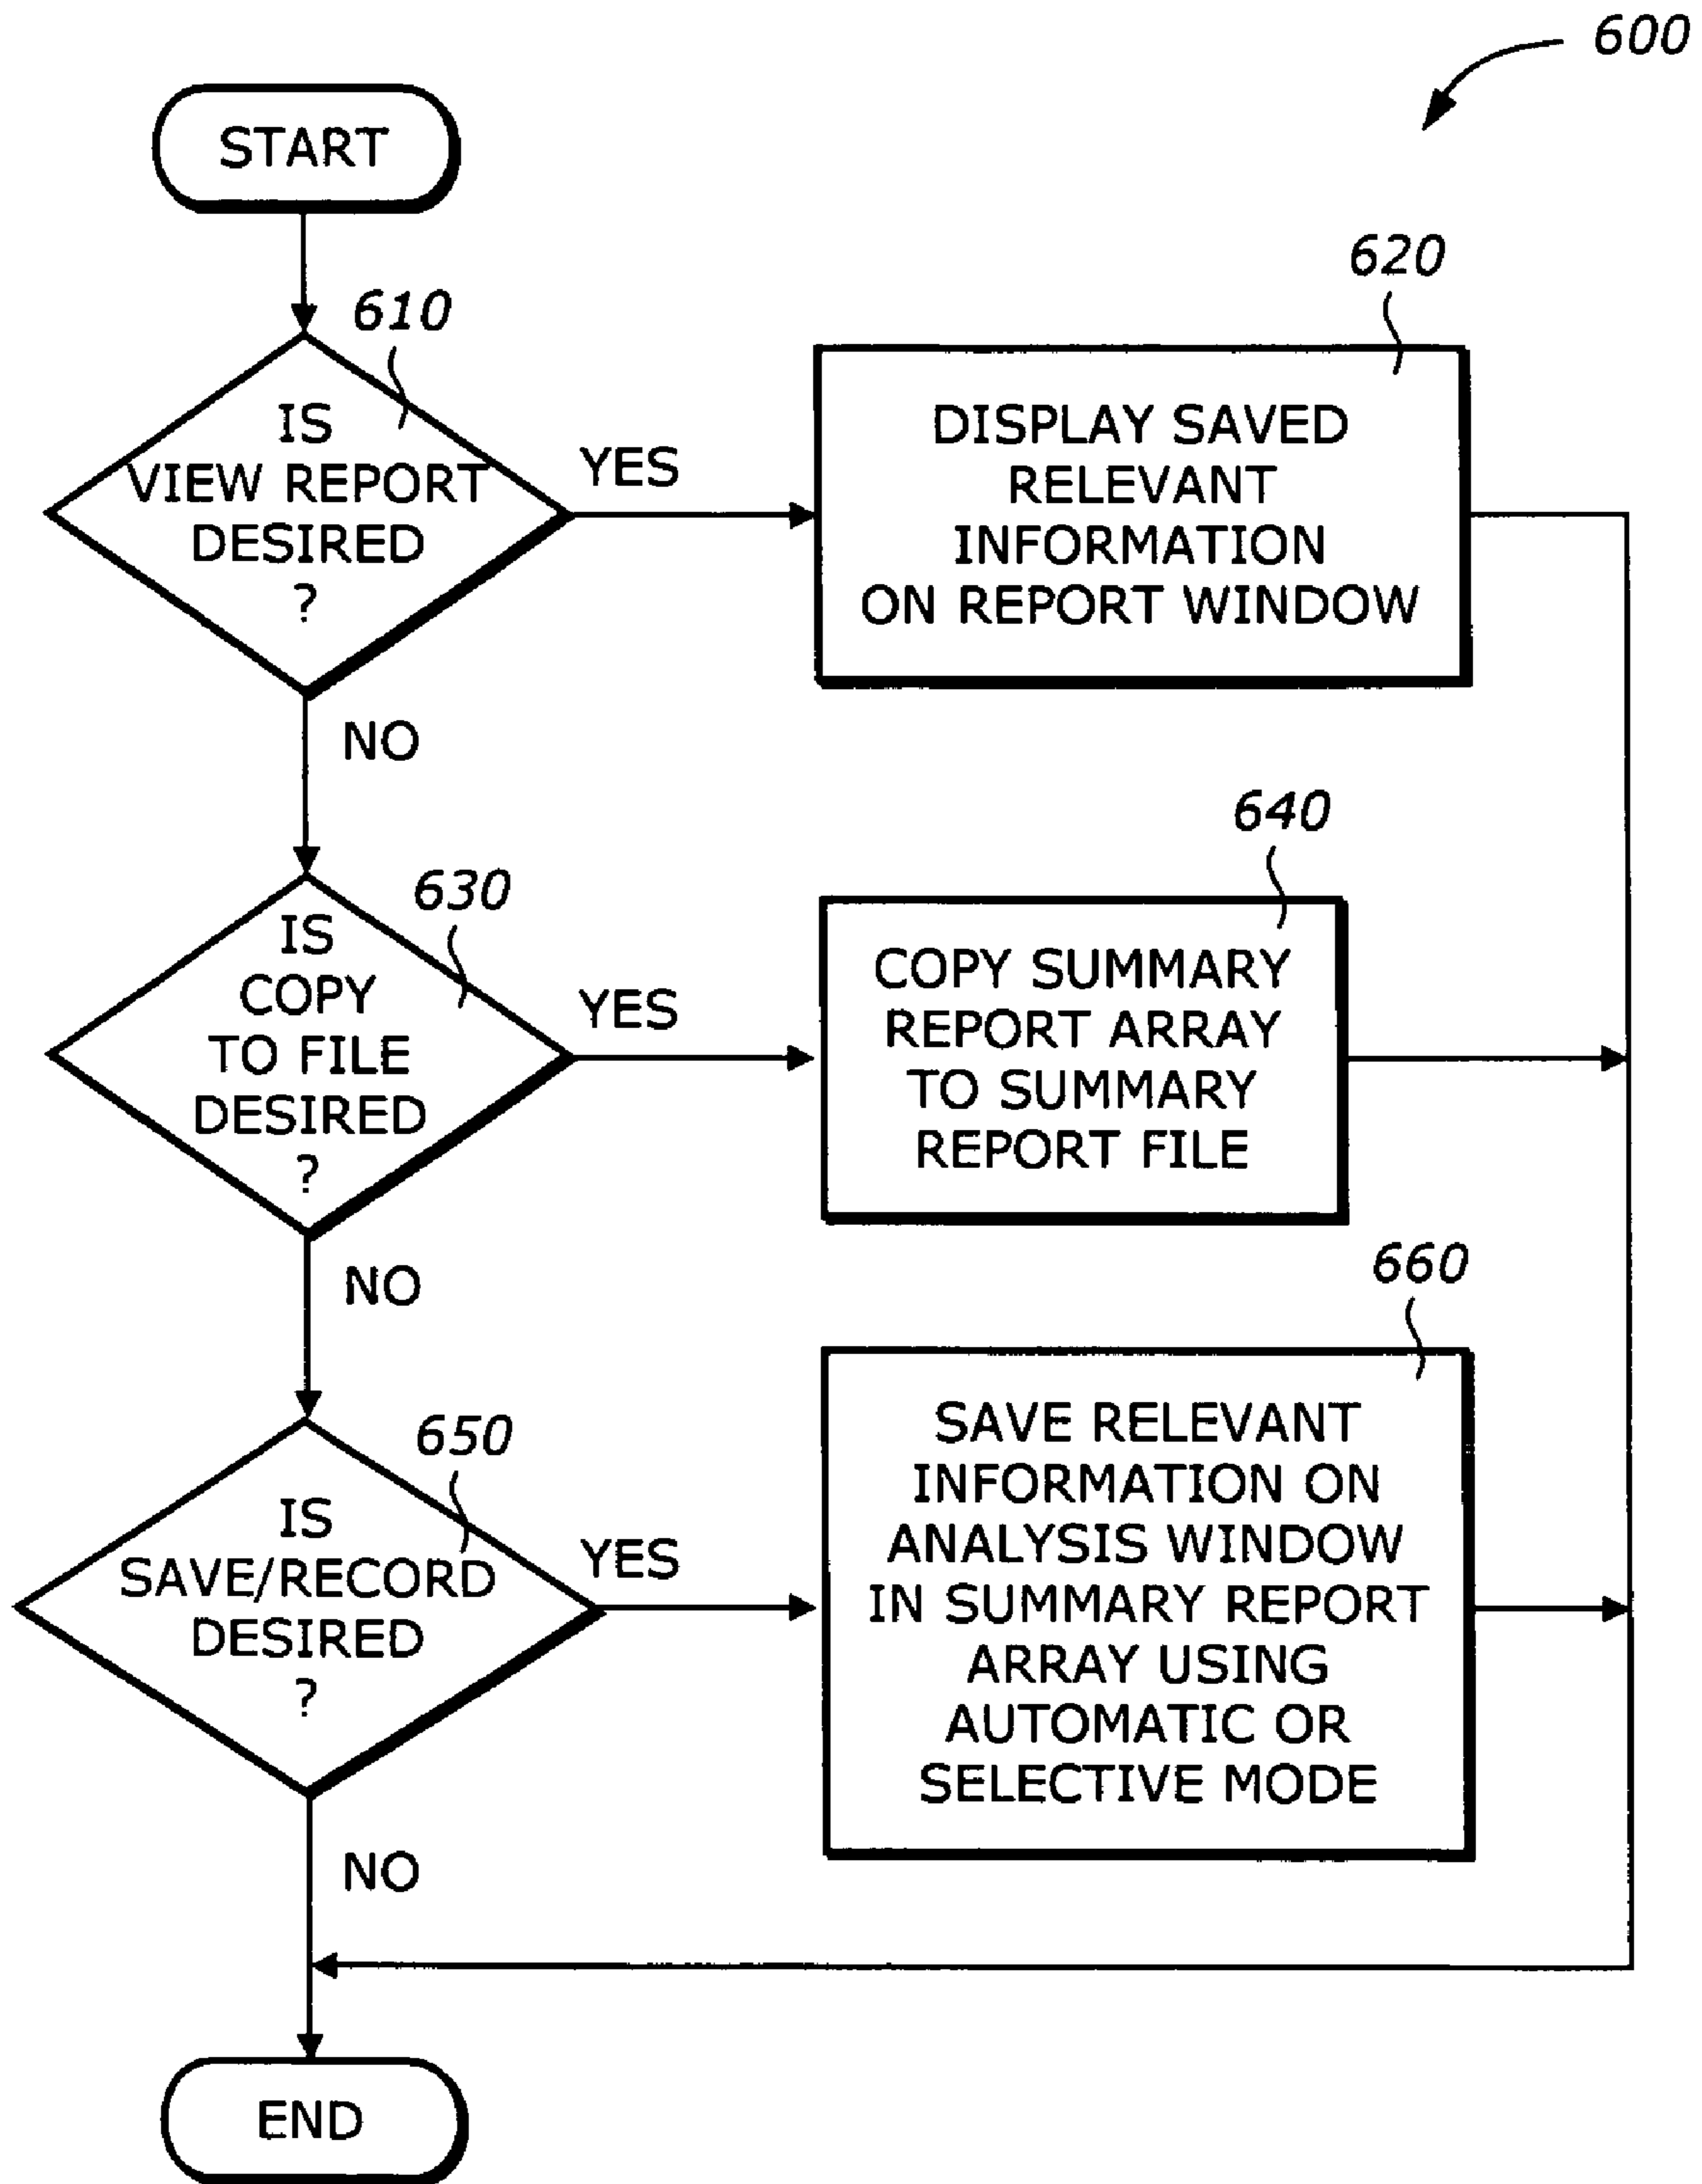 600
START
610
IS
VIEW REPORT
DESIRED
?
YES
620
DISPLAY SAVED
RELEVANT
INFORMATION
ON REPORT WINDOW
NO
630
IS
COPY
TO FILE
DESIRED
?
YES
640
COPY SUMMARY
REPORT ARRAY
TO SUMMARY
REPORT FILE
NO
650
IS
SAVE/RECORD
DESIRED
?
YES
660
SAVE RELEVANT
INFORMATION ON
ANALYSIS WINDOW
IN SUMMARY REPORT
ARRAY USING
AUTOMATIC OR
SELECTIVE MODE
NO
END